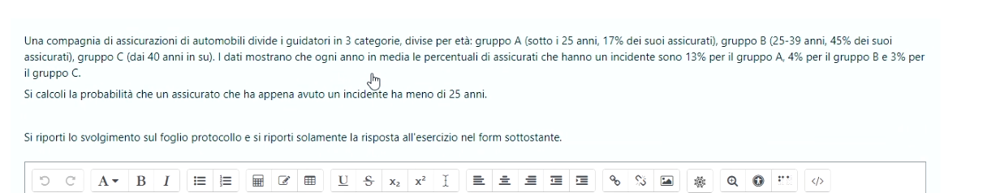 Una compagnia di assicurazioni di automobili divide i guidatori in 3 categorie, divise per età: gruppo A (sotto i 25 anni, 17% dei suoi assicurati), gruppo B (25-39 anni, 45% dei suoi
assicurati), gruppo C (dai 40 anni in su). I dati mostrano che ogni anno in media le percentuali di assicurati che hanno un incidente sono 13% per il gruppo A, 4% per il gruppo B e 3% per
il gruppo C.
Si calcoli la probabilità che un assicurato che ha appena avuto un incidente ha meno di 25 anni.
Si riporti lo svolgimento sul foglio protocollo e si riporti solamente la risposta all'esercizio nel form sottostante.
A B I U S x₂ x² </>